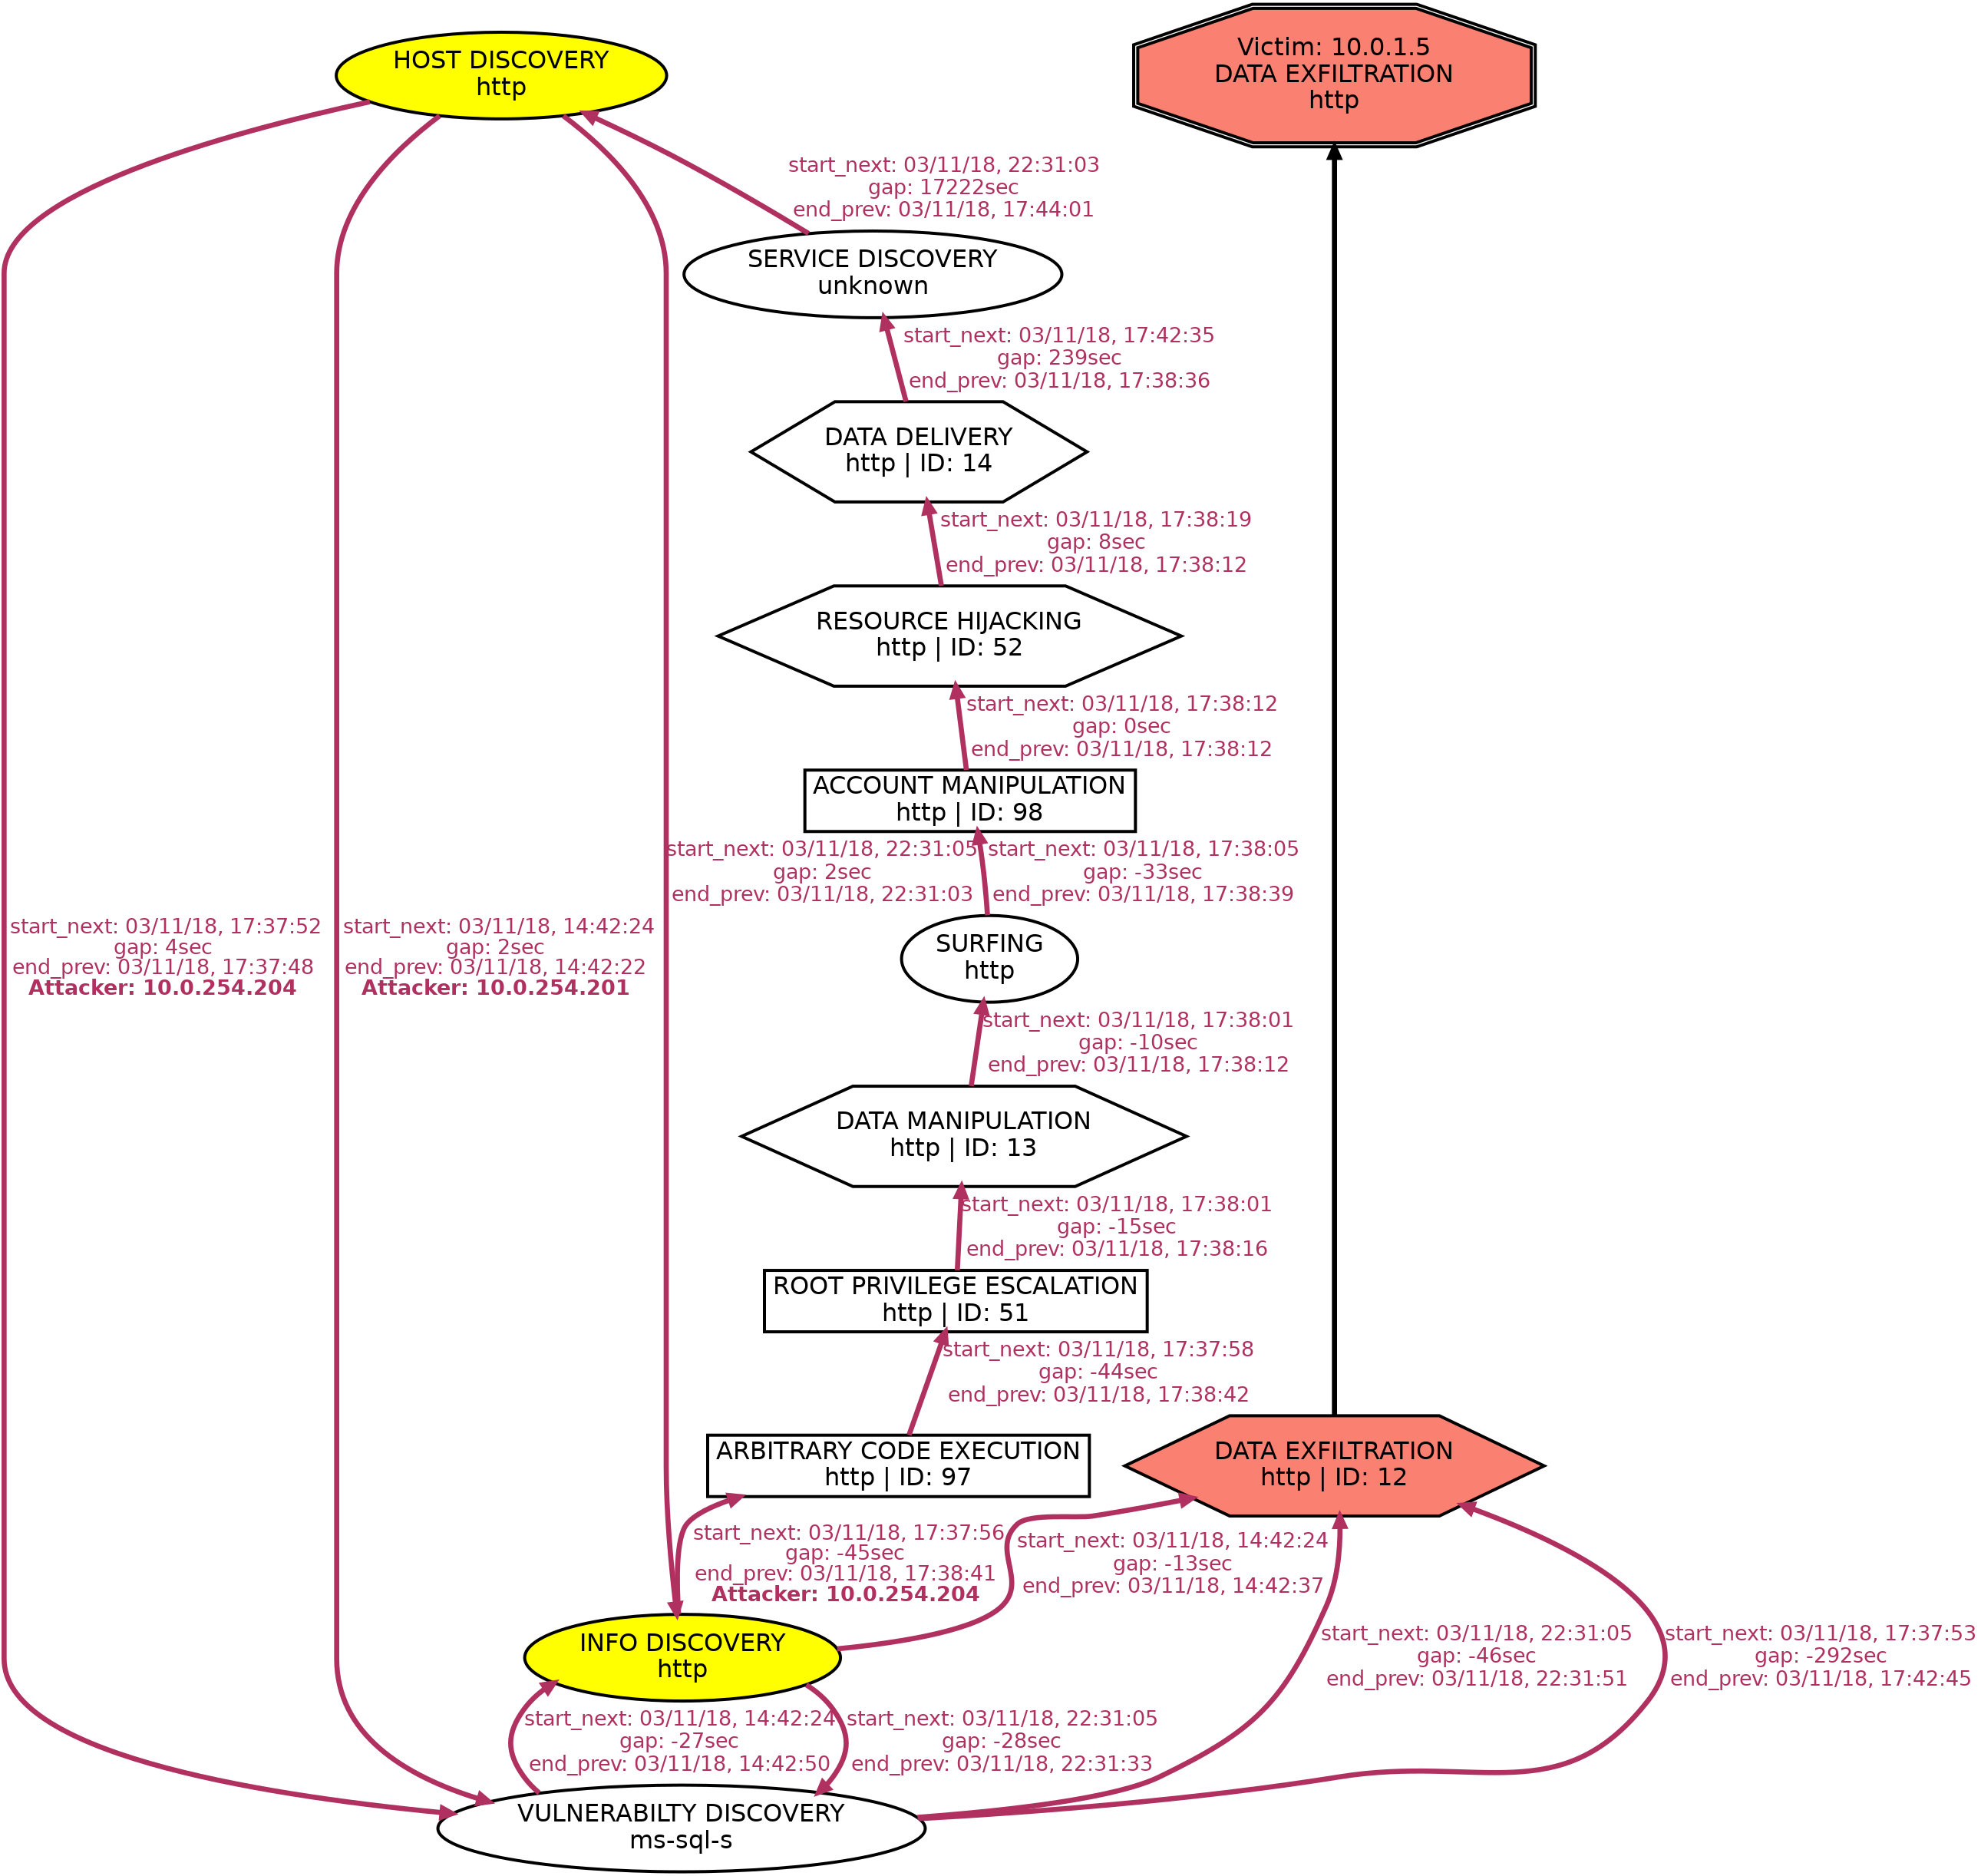 HOST DISCOVERY
http
Victim: 10.0.1.5
DATA EXFILTRATION
http
start_next: 03/11/18, 22:31:03
gap: 17222sec
end_prev: 03/11/18, 17:44:01
SERVICE DISCOVERY
unknown
start_next: 03/11/18, 17:42:35
gap: 239sec
end_prev: 03/11/18, 17:38:36
DATA DELIVERY
http | ID: 14
start_next: 03/11/18, 17:38:19
gap: 8sec
end_prev: 03/11/18, 17:38:12
RESOURCE HIJACKING
http | ID: 52
start_next: 03/11/18, 17:38:12
gap: 0sec
end_prev: 03/11/18, 17:38:12
ACCOUNT MANIPULATION
http | ID: 98
start_next: 03/11/18, 22:31:05
gap: 2sec
end_prev: 03/11/18, 22:31:03
start_next: 03/11/18, 17:38:05
gap: -33sec
end_prev: 03/11/18, 17:38:39
start_next: 03/11/18, 17:37:52
gap: 4sec
end_prev: 03/11/18, 17:37:48
Attacker: 10.0.254.204
start_next: 03/11/18, 14:42:24
gap: 2sec
end_prev: 03/11/18, 14:42:22
Attacker: 10.0.254.201
SURFING
http
start_next: 03/11/18, 17:38:01
gap: -10sec
end_prev: 03/11/18, 17:38:12
DATA MANIPULATION
http | ID: 13
start_next: 03/11/18, 17:38:01
gap: -15sec
end_prev: 03/11/18, 17:38:16
ROOT PRIVILEGE ESCALATION
http | ID: 51
start_next: 03/11/18, 17:37:58
gap: -44sec
end_prev: 03/11/18, 17:38:42
ARBITRARY CODE EXECUTION
http | ID: 97
DATA EXFILTRATION
http | ID: 12
start_next: 03/11/18, 17:37:56
gap: -45sec
end_prev: 03/11/18, 17:38:41
Attacker: 10.0.254.204
start_next: 03/11/18, 14:42:24
gap: -13sec
end_prev: 03/11/18, 14:42:37
INFO DISCOVERY
http
start_next: 03/11/18, 22:31:05
gap: -46sec
end_prev: 03/11/18, 22:31:51
start_next: 03/11/18, 17:37:53
gap: -292sec
end_prev: 03/11/18, 17:42:45
start_next: 03/11/18, 14:42:24
gap: -27sec
end_prev: 03/11/18, 14:42:50
start_next: 03/11/18, 22:31:05
gap: -28sec
end_prev: 03/11/18, 22:31:33
VULNERABILTY DISCOVERY
ms-sql-s